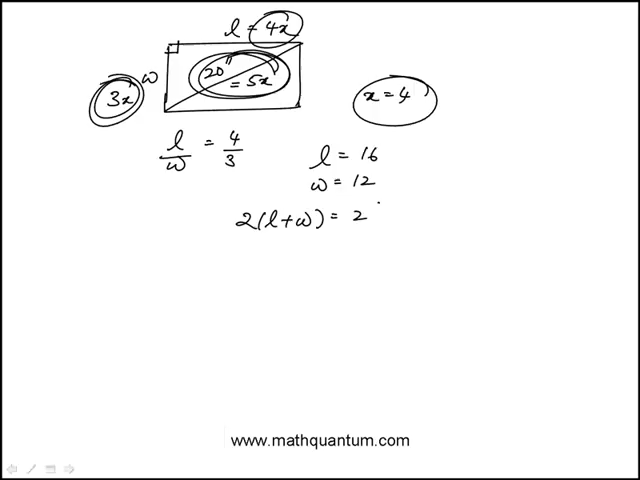 l = 4x
3x w 20" = 5x x = 4
l/w = 4/3
l = 16
w = 12
2(l+w) = 2
www.mathquantum.com